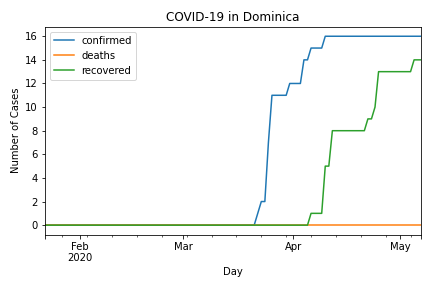 COVID-19 in Dominica
confirmed
deaths
recovered
Number of Cases
16
14
12
10
8
6
4
2
0
Feb
2020
Mar
Apr
May
Day